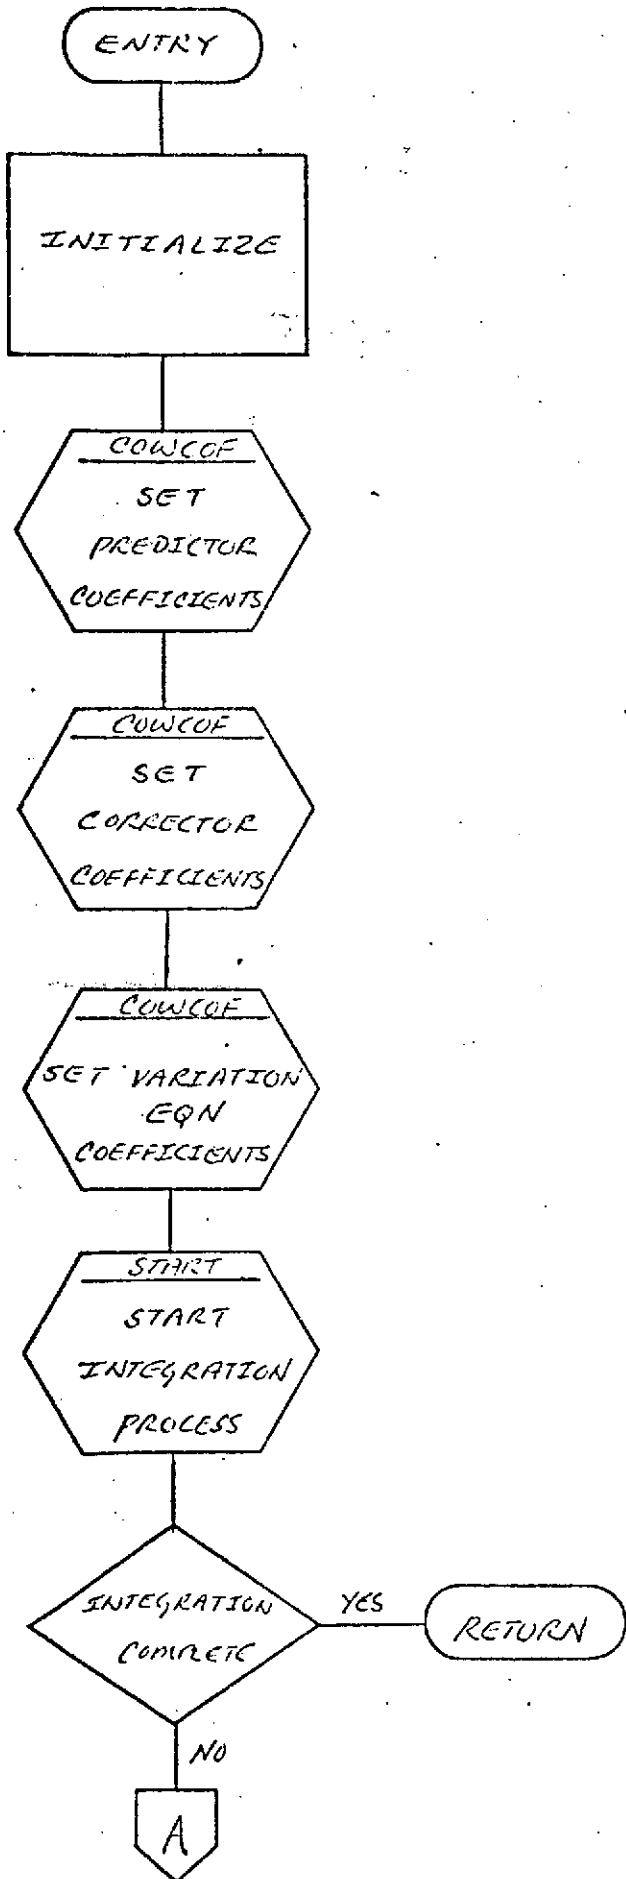 ENTRY
INITIALIZE
COWCOF
SET
PREDICTOR
COEFFICIENTS
COWCOF
SET
CORRECTOR
COEFFICIENTS
COWCOF
SET VARIATION
EQN
COEFFICIENTS
START
START
INTEGRATION
PROCESS
INTEGRATION
COMPLETE
YES
RETURN
NO
A